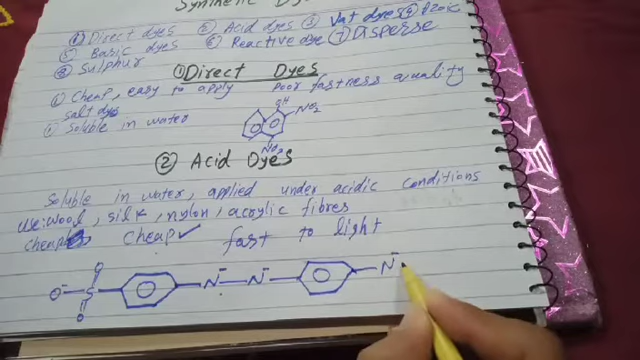 Synthetic Dy
① Direct dyes ② Acid dyes ③ Vat dyes ④ Azoic
⑤ Basic dyes ⑥ Reactive dye ⑦ Disperse
⑧ Sulphur
① Direct Dyes
① Cheap, easy to apply Poor fastness quality
salt dyes
① Soluble in water
OH
NO2
NO2
② Acid Dyes
Soluble in water, applied under acidic conditions
use: wool, silk, nylon, acrylic fibres
cheap cheap ✓ fast to light
O
O- S N N N
O